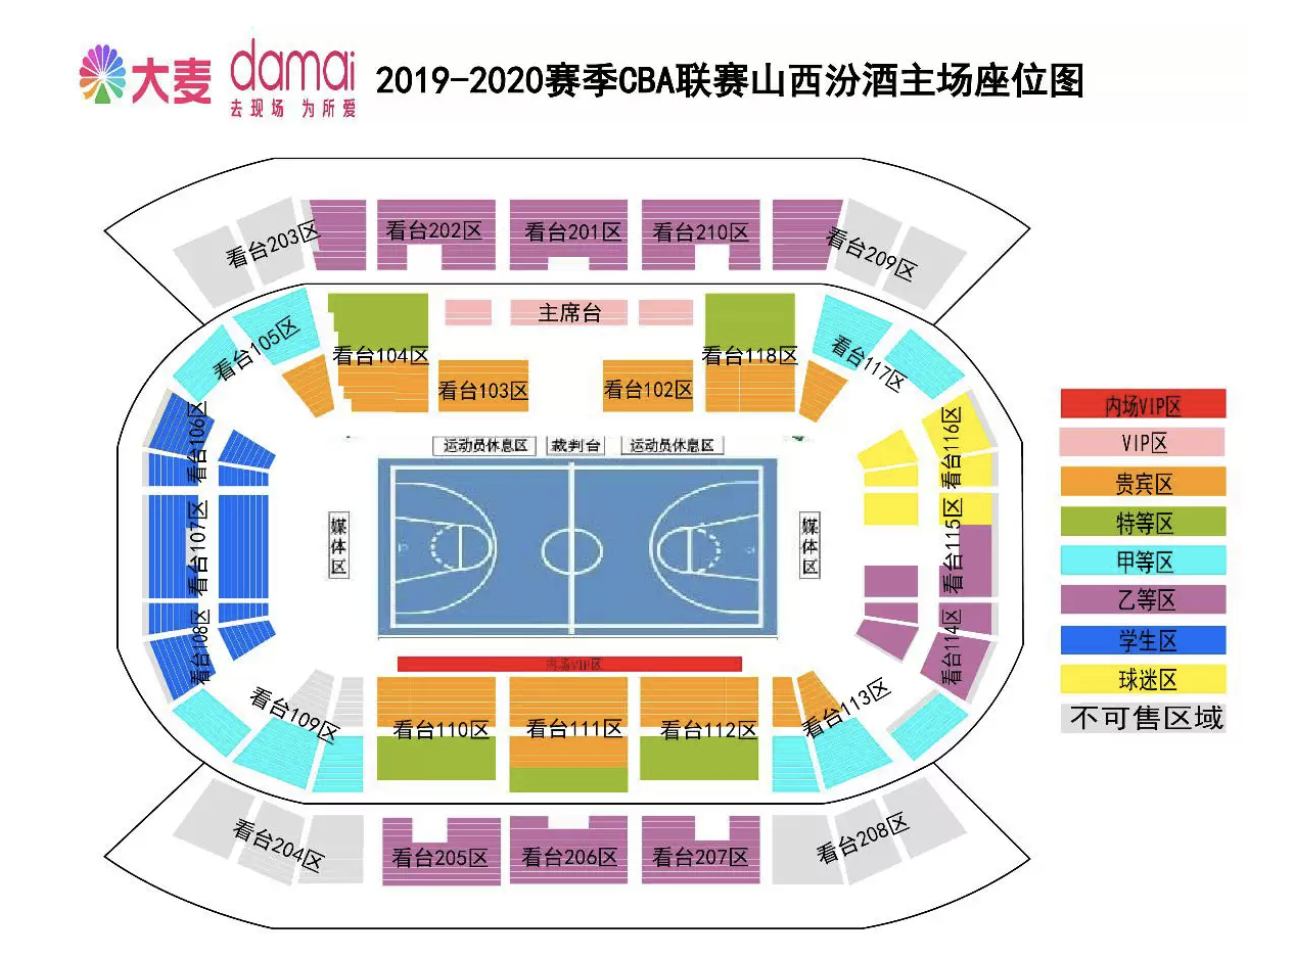 大麦
damai
去现场 为所爱
2019-2020赛季CBA联赛山西汾酒主场座位图
看台203区
看台202区
看台201区
看台210区
看台209区
看台105区
看台104区
主席台
看台118区
看台117区
看台103区
看台102区
看台106区
运动员休息区
裁判台
运动员休息区
看台116区
内场VIP区
VIP区
贵宾区
特等区
甲等区
乙等区
学生区
球迷区
不可售区域
看台107区
媒体区
媒体区
看台115区
看台108区
看台114区
内场VIP区
看台109区
看台110区
看台111区
看台112区
看台113区
看台204区
看台205区
看台206区
看台207区
看台208区